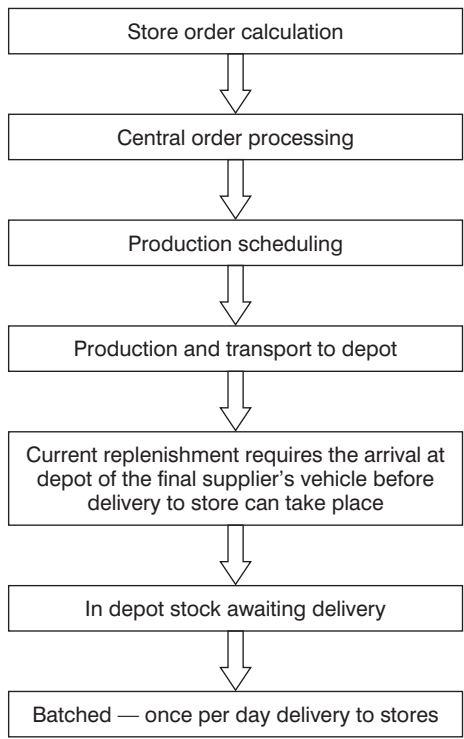 Store order calculation
Central order processing
Production scheduling
Production and transport to depot
Current replenishment requires the arrival at
depot of the final supplier’s vehicle before
delivery to store can take place
In depot stock awaiting delivery
Batched — once per day delivery to stores